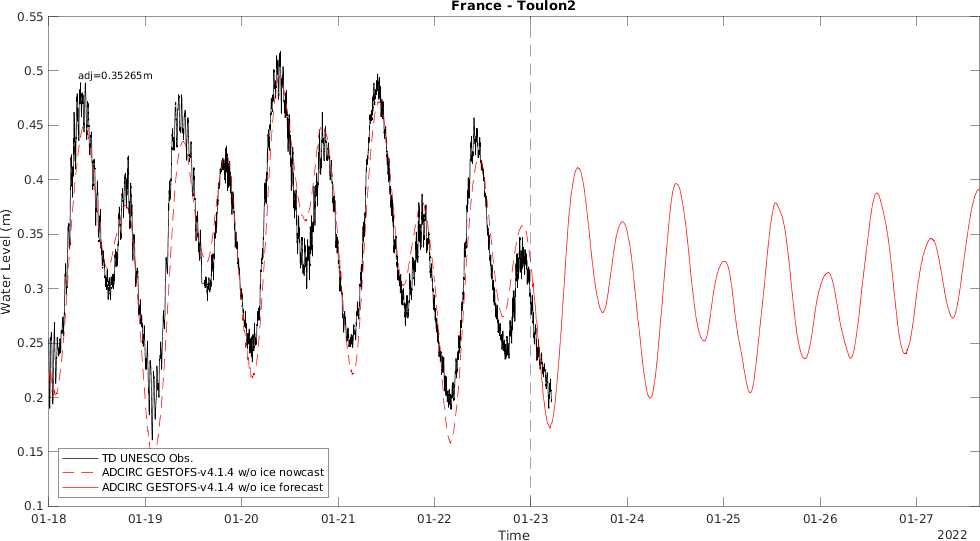 France - Toulon2
0.55
0.5
0.45
0.4
0.35
0.3
0.25
0.2
0.15
0.1
Water Level (m)
adj=0.35265m
TD UNESCO Obs.
ADCIRC GESTOFS-v4.1.4 w/o ice nowcast
ADCIRC GESTOFS-v4.1.4 w/o ice forecast
01-18 01-19 01-20 01-21 01-22 01-23 01-24 01-25 01-26 01-27
Time
2022